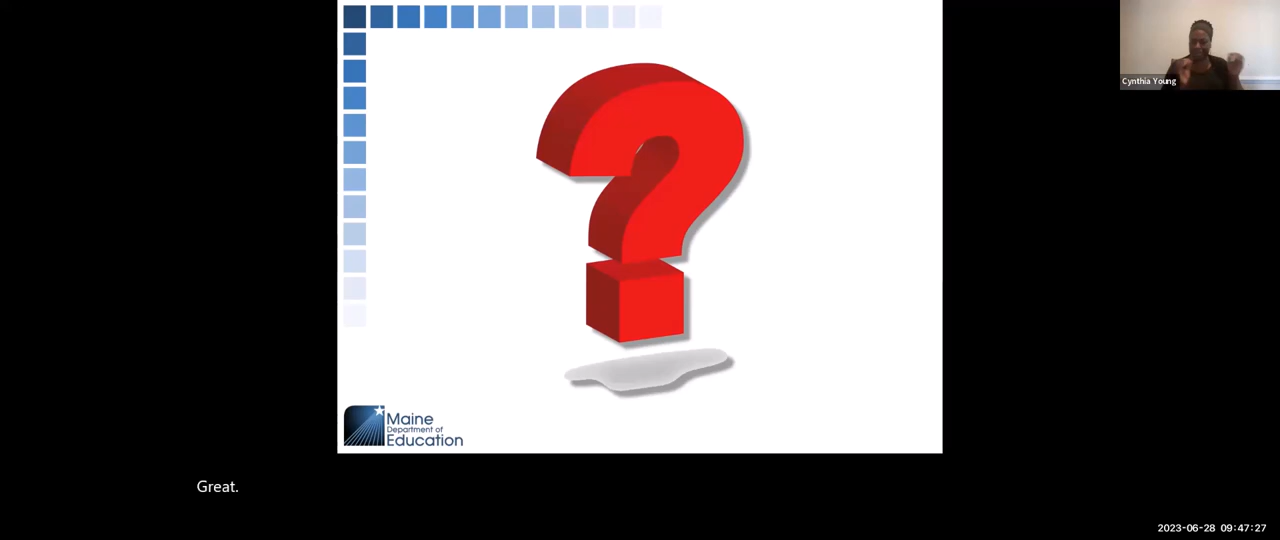 Cynthia Young
Maine
Department of
Education
Great.
2023-06-28 09:47:27